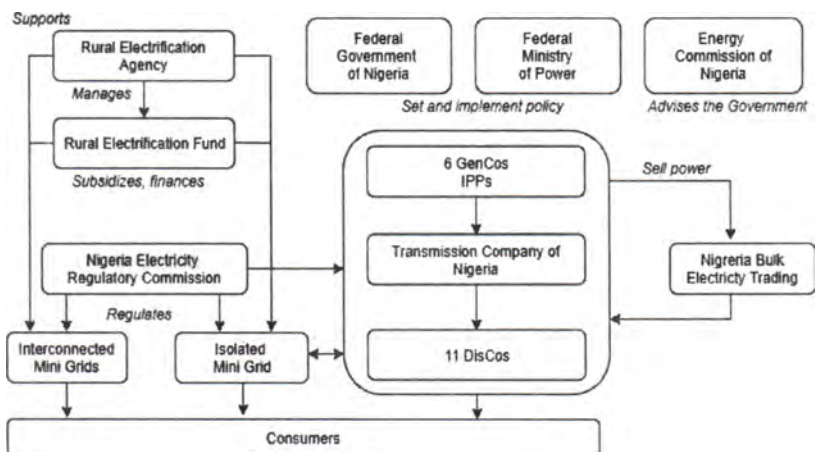 Supports
Rural Electrification
Agency
Manages
Rural Electrification Fund
Subsidizes, finances
Federal
Government
of Nigeria
Federal
Ministry
of Power
Energy
Commission
of Nigeria
Set and implement policy
Advises the Government
6 GenCos
IPPs
Sell power
Nigeria Electricity
Regulatory Commission
Transmission Company of
Nigeria
Nigreria Bulk
Electricty Trading
Regulates
Interconnected
Mini Grids
Isolated
Mini Grid
11 DisCos
Consumers